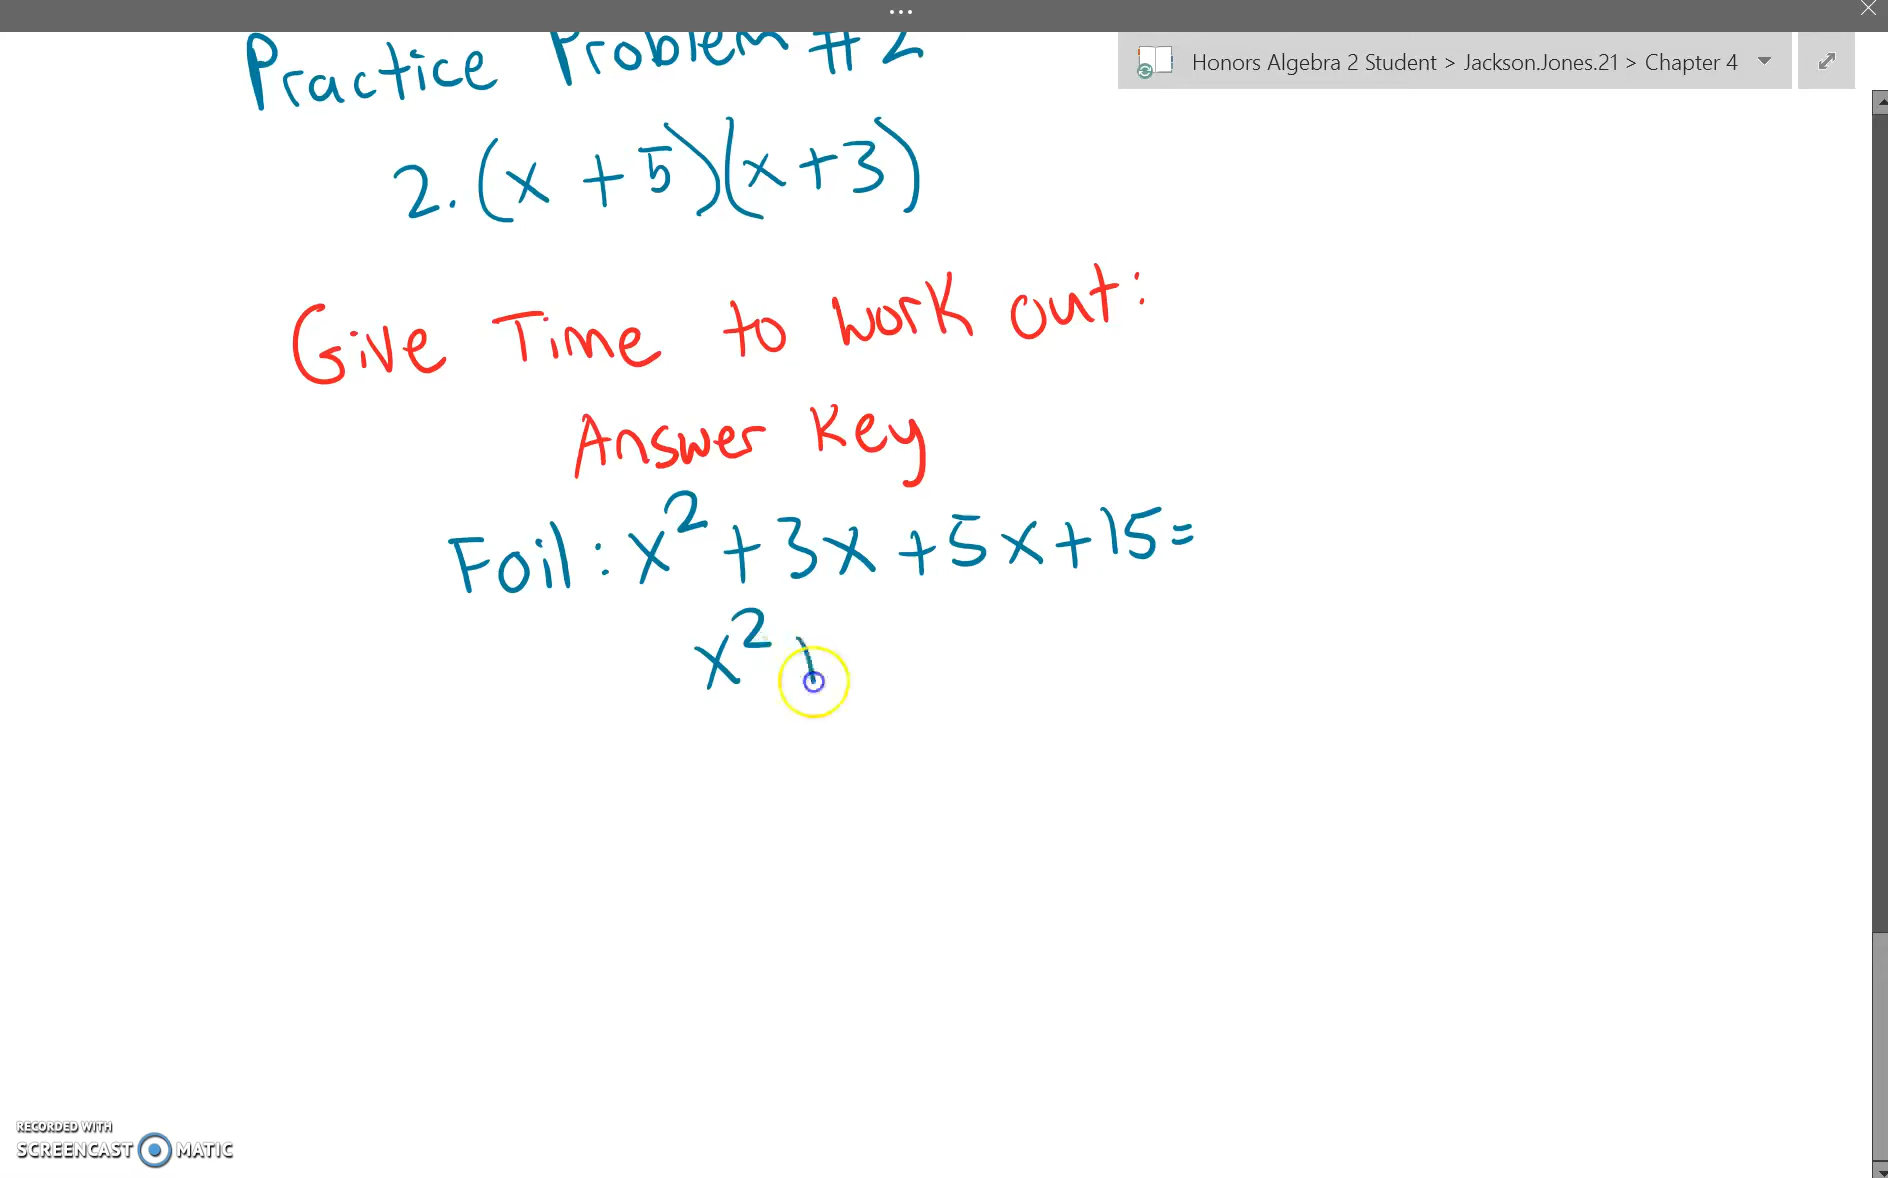 ...
Honors Algebra 2 Student > Jackson.Jones.21 > Chapter 4
Practice Problem #2
2. (x + 5)(x + 3)
Give Time to work out:
Answer Key
Foil: x² + 3x + 5x + 15 =
x²
RECORDED WITH
SCREENCAST MATIC